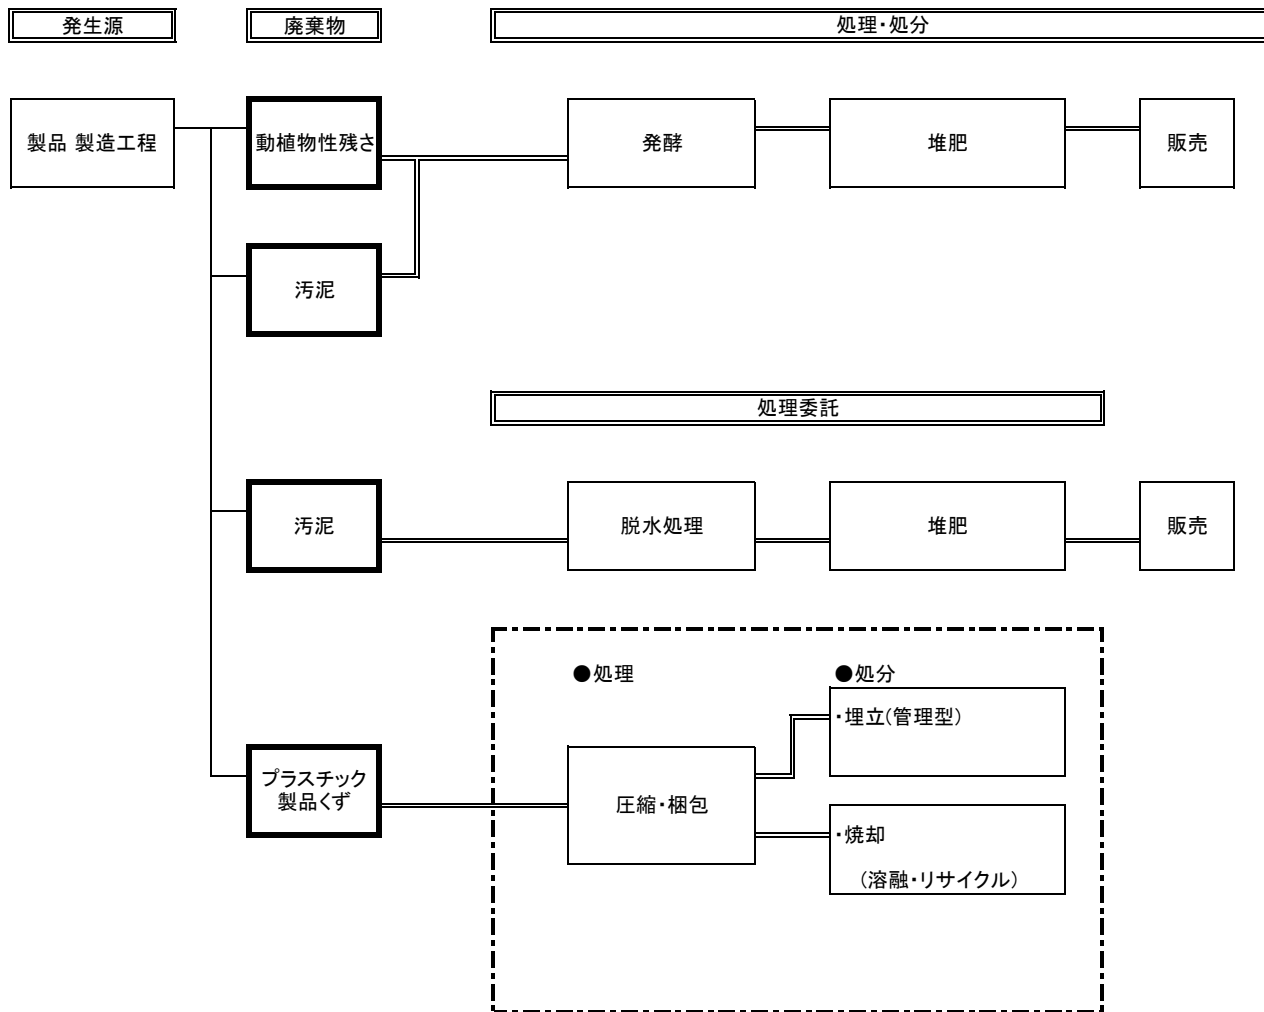 発生源
廃棄物
処理・処分
製品 製造工程
動植物性残さ
発酵
堆肥
販売
汚泥
処理委託
汚泥
脱水処理
堆肥
販売
●処理
●処分
・埋立(管理型)
プラスチック
製品くず
圧縮・梱包
・焼却
(溶融・リサイクル)